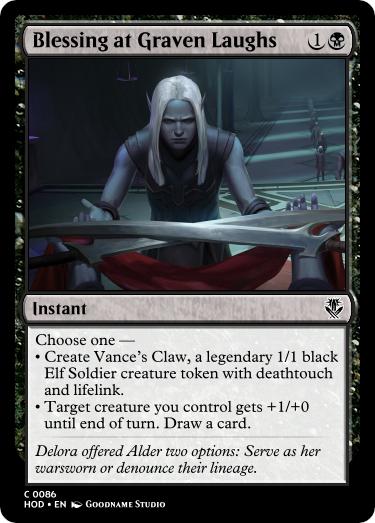 Blessing at Graven Laughs 1
Instant
Choose one —
• Create Vance's Claw, a legendary 1/1 black
Elf Soldier creature token with deathtouch
and lifelink.
• Target creature you control gets +1/+0
until end of turn. Draw a card.
Delora offered Alder two options: Serve as her
warsworn or denounce their lineage.
C 0086
HOD • EN GOODNAME STUDIO